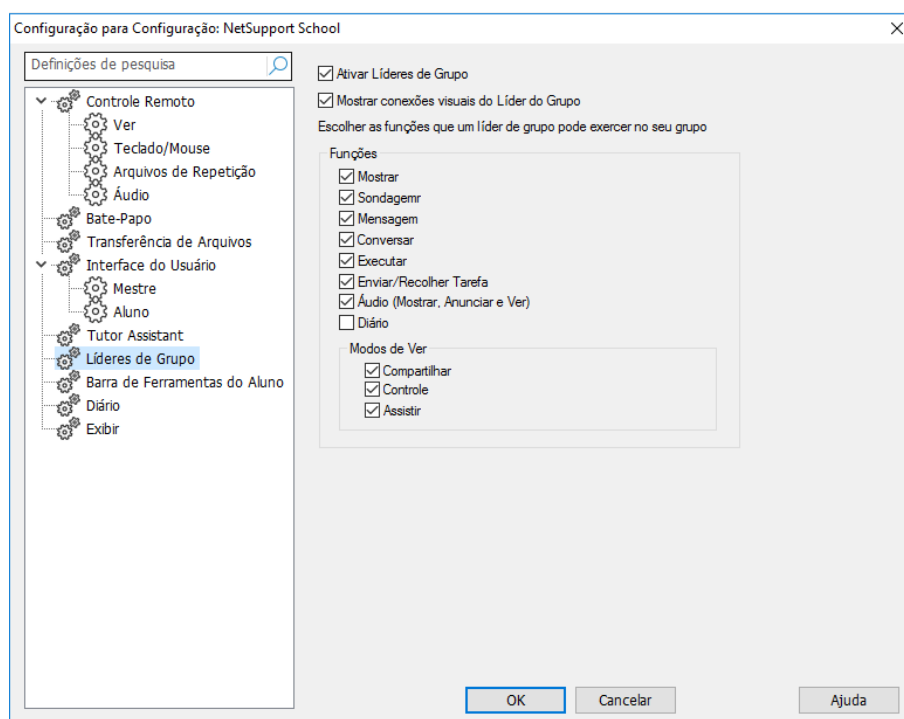 Configuração para Configuração: NetSupport School
Definições de pesquisa
Controle Remoto
Ver
Teclado/Mouse
Arquivos de Repetição
Áudio
Bate-Papo
Transferência de Arquivos
Interface do Usuário
Mestre
Aluno
Tutor Assistant
Líderes de Grupo
Barra de Ferramentas do Aluno
Diário
Exibir
Ativar Líderes de Grupo
Mostrar conexões visuais do Líder do Grupo
Escolher as funções que um líder de grupo pode exercer no seu grupo
Funções
Mostrar
Sondagemr
Mensagem
Conversar
Executar
Enviar/Recolher Tarefa
Áudio (Mostrar, Anunciar e Ver)
Diário
Modos de Ver
Compartilhar
Controle
Assistir
OK
Cancelar
Ajuda